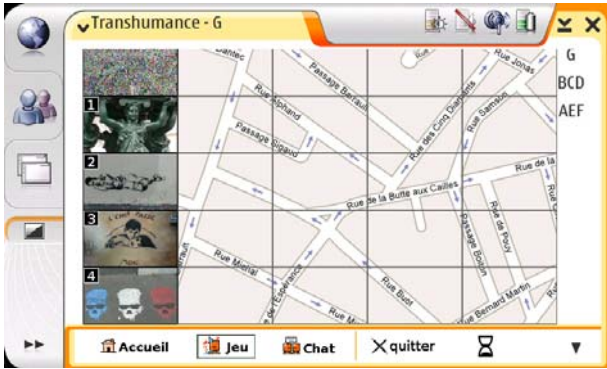 Transhumance - G
G
BCD
AEF
1
2
3
4
Dantec
Rue Alphand
Passage Barrault
Passage Sigaud
Rue des Cinq Diamants
Rue Samson
Rue Jonas
Rue
Rue de la
Rue de la Butte aux Cailles
Passage Boiton
Rue de Pouy
Rue Michal
l'Espérance
Rue Buot
ue Bernard Martin
Accueil
Jeu
Chat
quitter